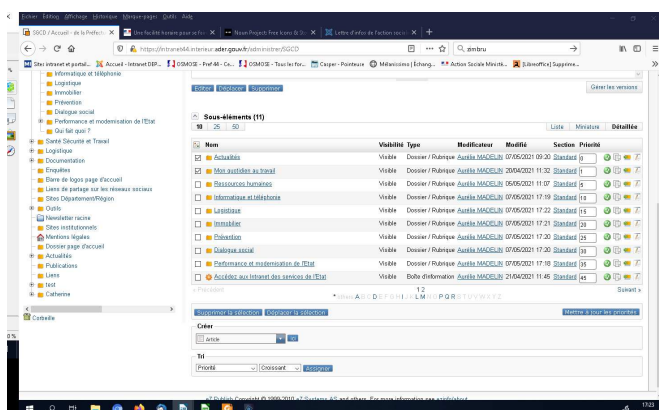 Fichier Édition Affichage Historique Marque-pages Outils Aide
SGCD / Accueil - de la Préfect
Une facilité horaire pour se fair
Noun Project: Free Icons & St
Lettre d'infos de l'action social
https://intranet44.interieur.ader.gouv.fr/administrer/SGCD
zimbru
Sites intranet et portail...
Accueil - Intranet DEP...
OSMOSE - Pref 44 - Ce...
OSMOSE - Tous les for...
Casper - Pointeuse
Mélanissimo | Échang...
Action Sociale Ministé...
[Libreoffice] Supprime...
Informatique et téléphonie
Logistique
Immobilier
Prévention
Dialogue social
Performance et modernisation de l'Etat
Qui fait quoi ?
Santé Sécurité et Travail
Logistique
Documentation
Enquêtes
Barre de logos page d'accueil
Liens de partage sur les réseaux sociaux
Sites Département/Région
Outils
Newsletter racine
Sites institutionnels
Mentions légales
Dossier page d'accueil
Actualités
Publications
Liens
test
Catherine
Corbeille
Editer Déplacer Supprimer
Gérer les versions
Sous-éléments (11)
10 25 50
Liste Miniature Détaillée
Nom Visibilité Type Modificateur Modifié Section Priorité
Actualités Visible Dossier / Rubrique Aurélie MADELIN 07/05/2021 09:20 Standard 0
Mon quotidien au travail Visible Dossier / Rubrique Aurélie MADELIN 20/04/2021 11:32 Standard 1
Ressources humaines Visible Dossier / Rubrique Aurélie MADELIN 05/05/2021 11:07 Standard 5
Informatique et téléphonie Visible Dossier / Rubrique Aurélie MADELIN 07/05/2021 17:19 Standard 10
Logistique Visible Dossier / Rubrique Aurélie MADELIN 07/05/2021 17:22 Standard 15
Immobilier Visible Dossier / Rubrique Aurélie MADELIN 07/05/2021 17:21 Standard 20
Prévention Visible Dossier / Rubrique Aurélie MADELIN 07/05/2021 17:20 Standard 25
Dialogue social Visible Dossier / Rubrique Aurélie MADELIN 07/05/2021 17:20 Standard 30
Performance et modernisation de l'Etat Visible Dossier / Rubrique Aurélie MADELIN 07/05/2021 17:18 Standard 35
Accédez aux Intranet des services de l'Etat Visible Boîte d'information Aurélie MADELIN 21/04/2021 11:45 Standard 45
« Précédent
1 2
Suivant »
A B C D E F G H I J K L M N O P Q R S T U V W X Y Z
Supprimer la sélection Déplacer la sélection
Mettre à jour les priorités
Créer
Article
Tri
Priorité Croissant Assigner
eZ Publish Copyright © 1999-2010 eZ Systems AS and others. For more information see ezinfo/about
17:23